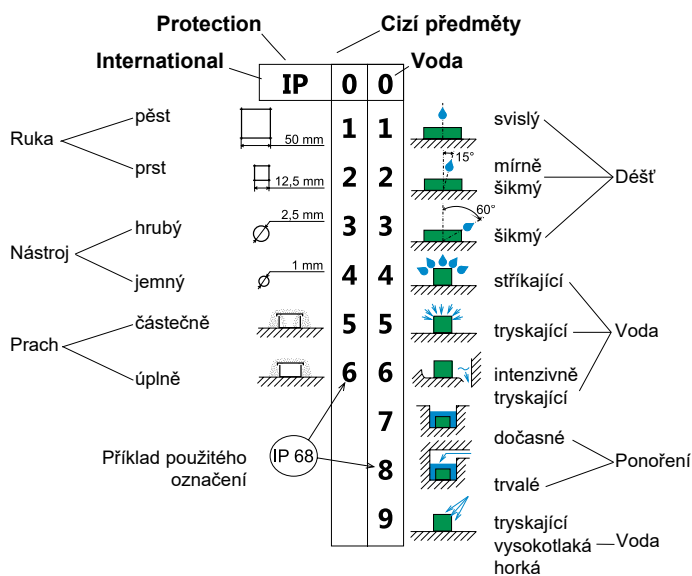 Protection
Cizí předměty
International
Voda
IP 0 0
Ruka
pěst
50 mm
1 1
svislý
prst
12,5 mm
2 2
15°
mírně
šikmý
Déšť
Nástroj
hrubý
2,5 mm
3 3
60°
šikmý
jemný
1 mm
4 4
stříkající
Prach
částečně
5 5
tryskající
Voda
úplně
6 6
intenzivně
tryskající
7
dočasné
Příklad použitého
označení
IP 68
8
trvalé
Ponoření
9
tryskající
vysokotlaká
horká
Voda